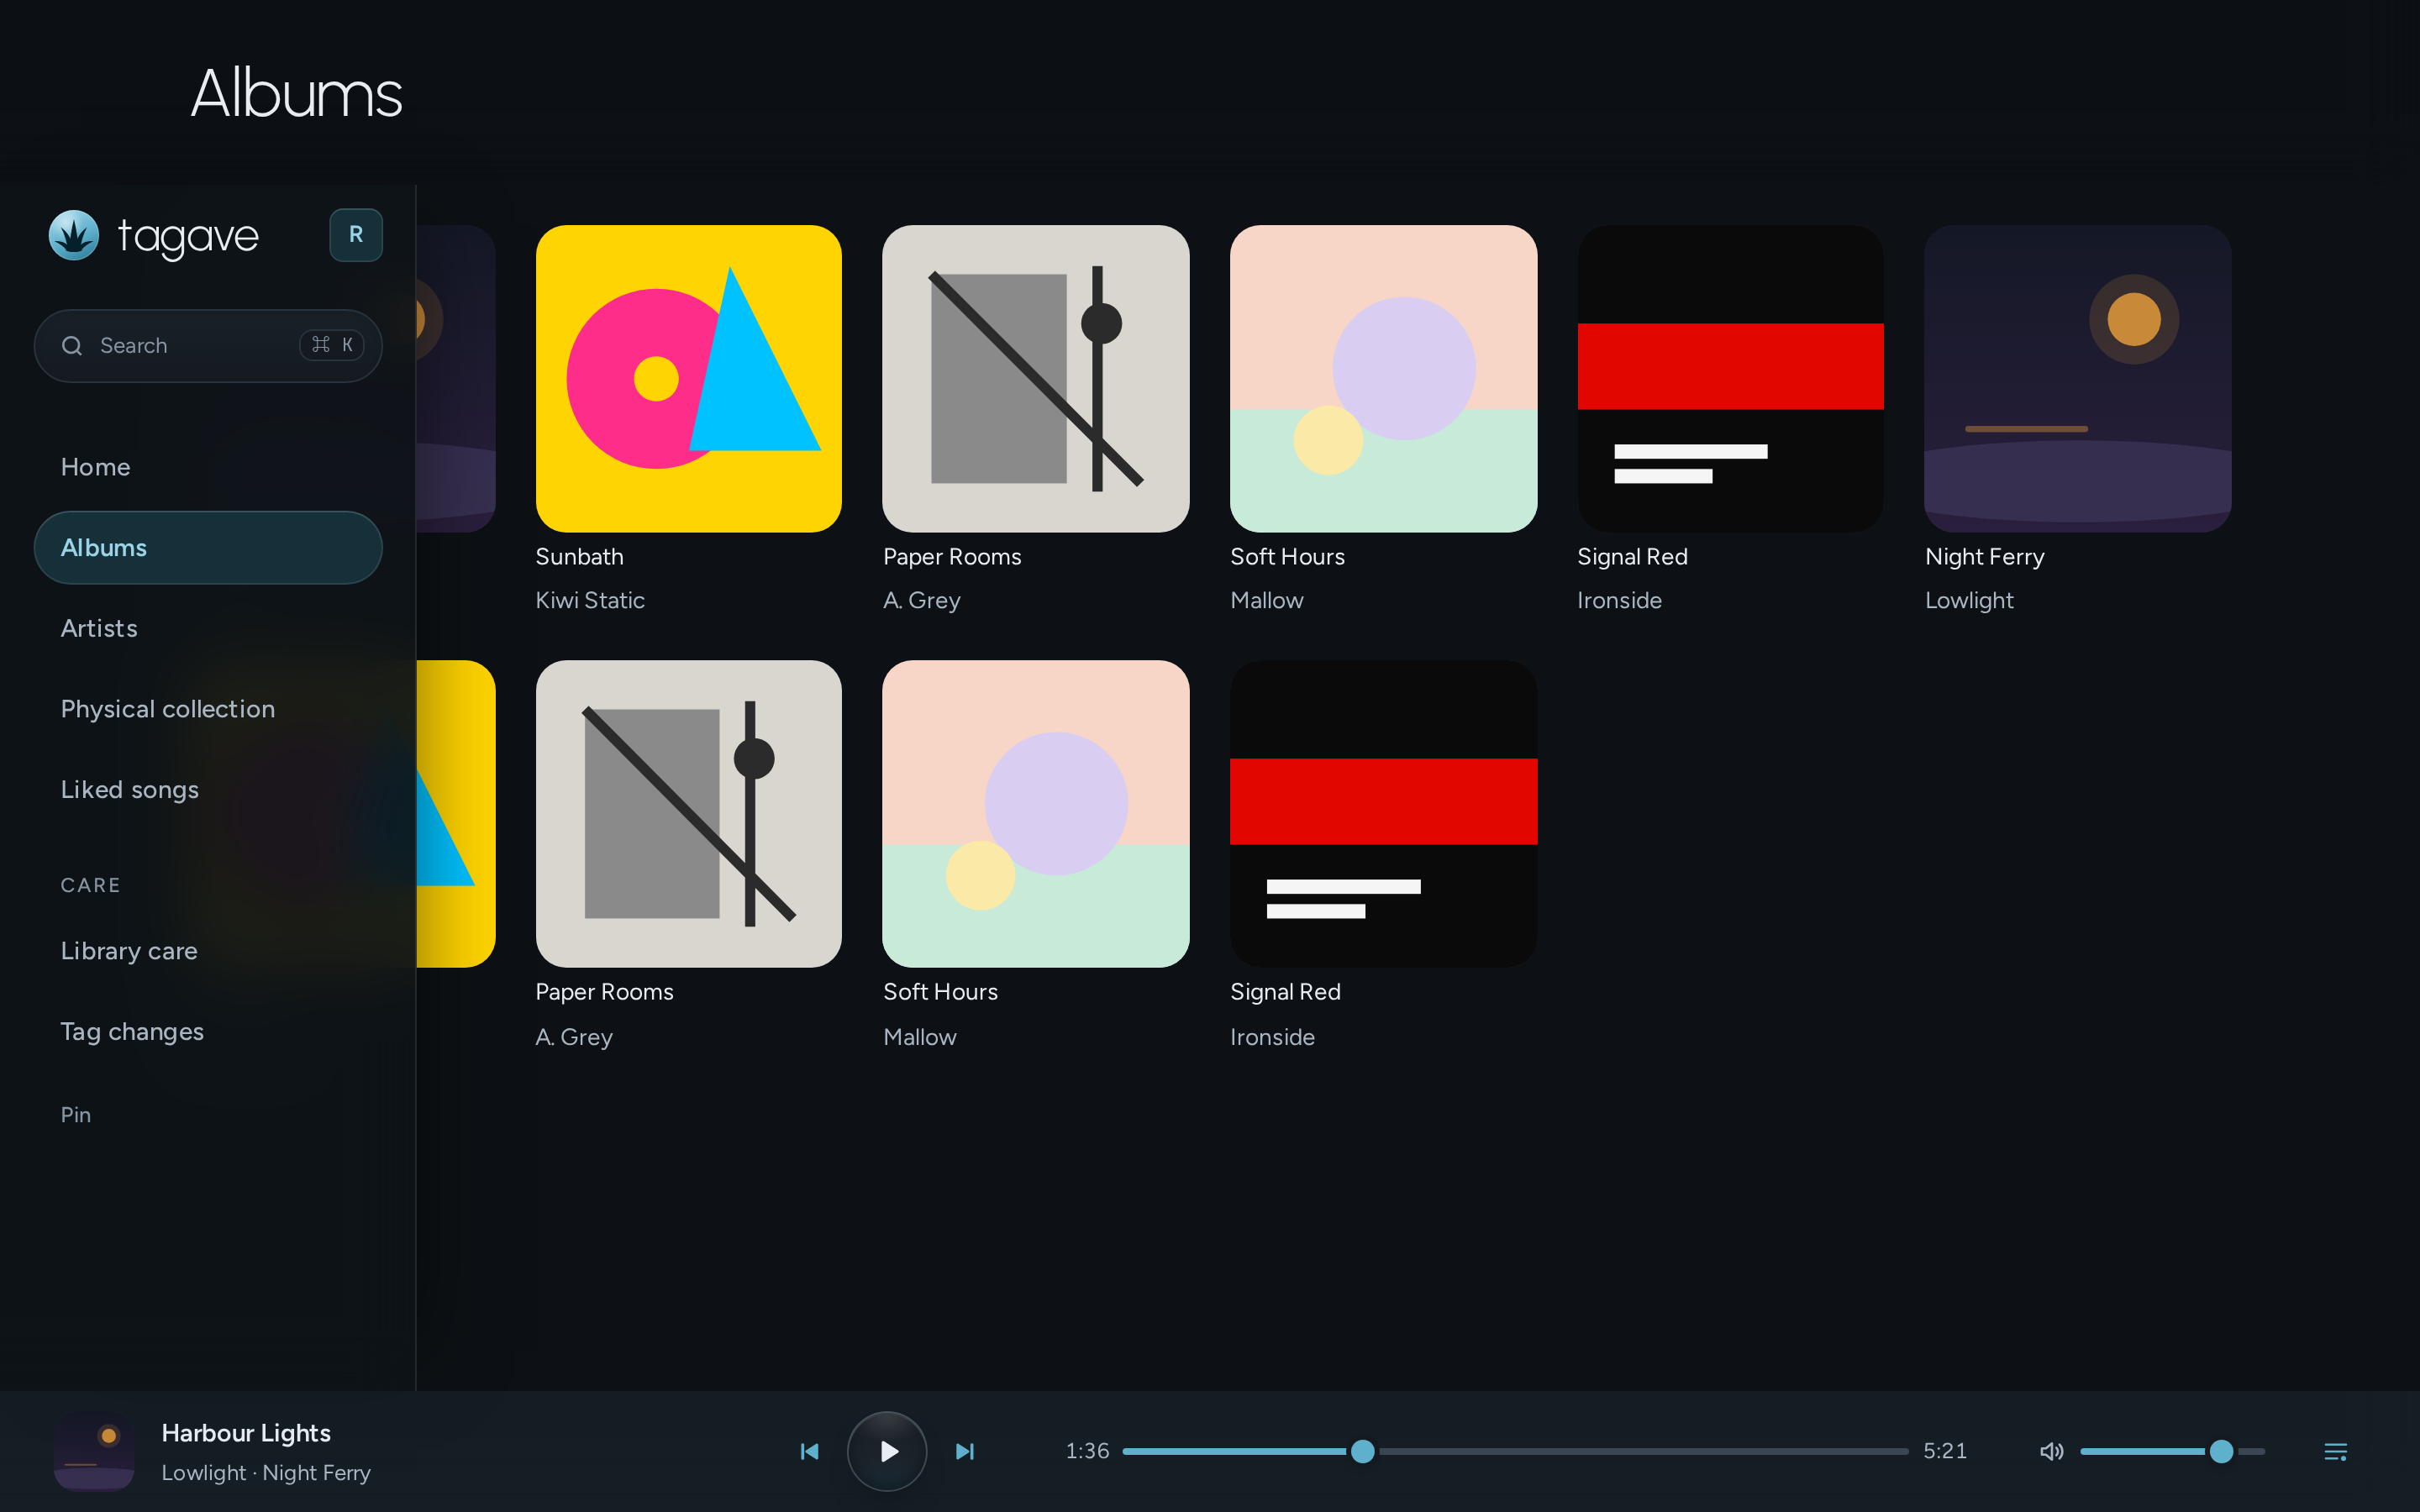 Albums
tagave
R
Search
⌘ K
Home
Albums
Artists
Physical collection
Liked songs
CARE
Library care
Tag changes
Pin
Sunbath
Kiwi Static
Paper Rooms
A. Grey
Soft Hours
Mallow
Signal Red
Ironside
Night Ferry
Lowlight
Paper Rooms
A. Grey
Soft Hours
Mallow
Signal Red
Ironside
Harbour Lights
Lowlight · Night Ferry
1:36
5:21